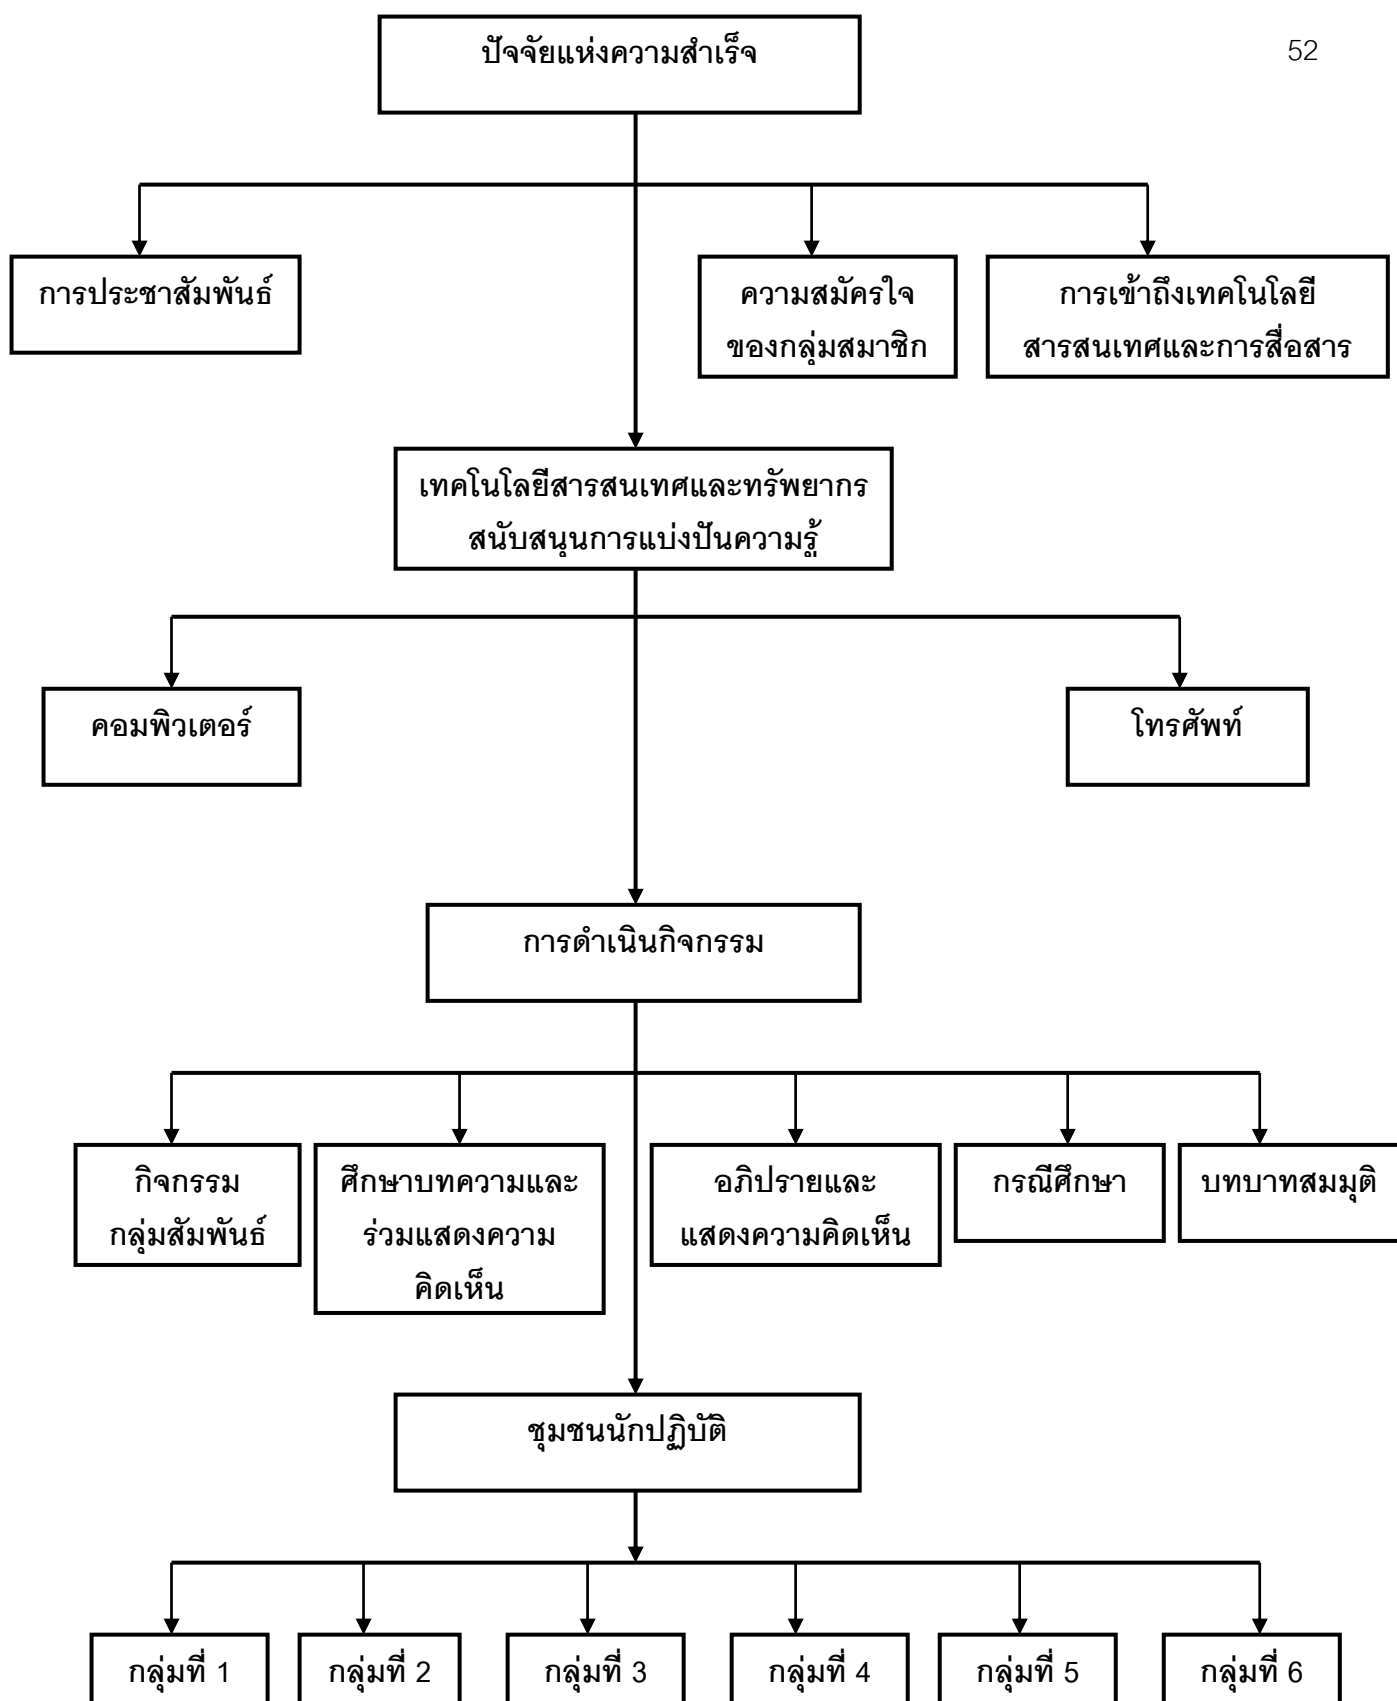 52
ปัจจัยแห่งความสำเร็จ
การประชาสัมพันธ์
ความสมัครใจ
ของกลุ่มสมาชิก
การเข้าถึงเทคโนโลยี
สารสนเทศและการสื่อสาร
เทคโนโลยีสารสนเทศและทรัพยากร
สนับสนุนการแบ่งปันความรู้
คอมพิวเตอร์
โทรศัพท์
การดำเนินกิจกรรม
กิจกรรม
กลุ่มสัมพันธ์
ศึกษาบทความและ
ร่วมแสดงความ
คิดเห็น
อภิปรายและ
แสดงความคิดเห็น
กรณีศึกษา
บทบาทสมมุติ
ชุมชนนักปฏิบัติ
กลุ่มที่ 1
กลุ่มที่ 2
กลุ่มที่ 3
กลุ่มที่ 4
กลุ่มที่ 5
กลุ่มที่ 6